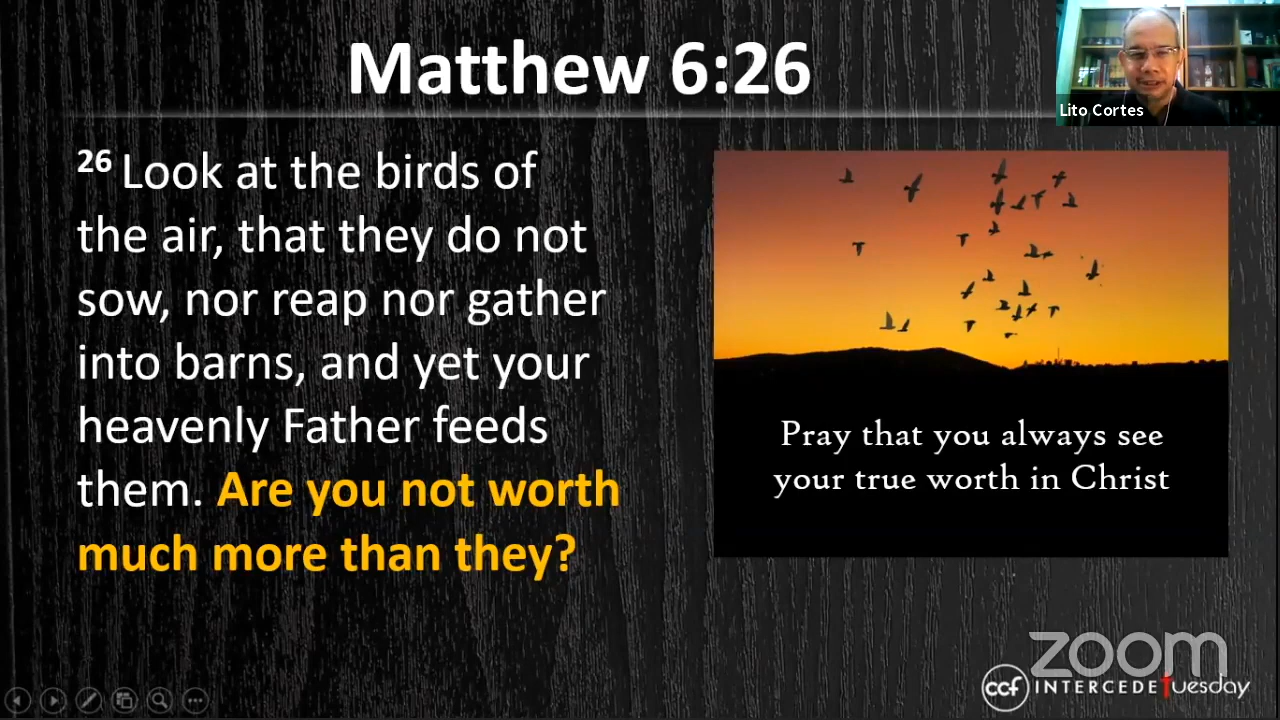 Matthew 6:26
Lito Cortes
26 Look at the birds of
the air, that they do not
sow, nor reap nor gather
into barns, and yet your
heavenly Father feeds
them. Are you not worth
much more than they?
Pray that you always see
your true worth in Christ
zoom
ccf INTERCEDE Tuesday